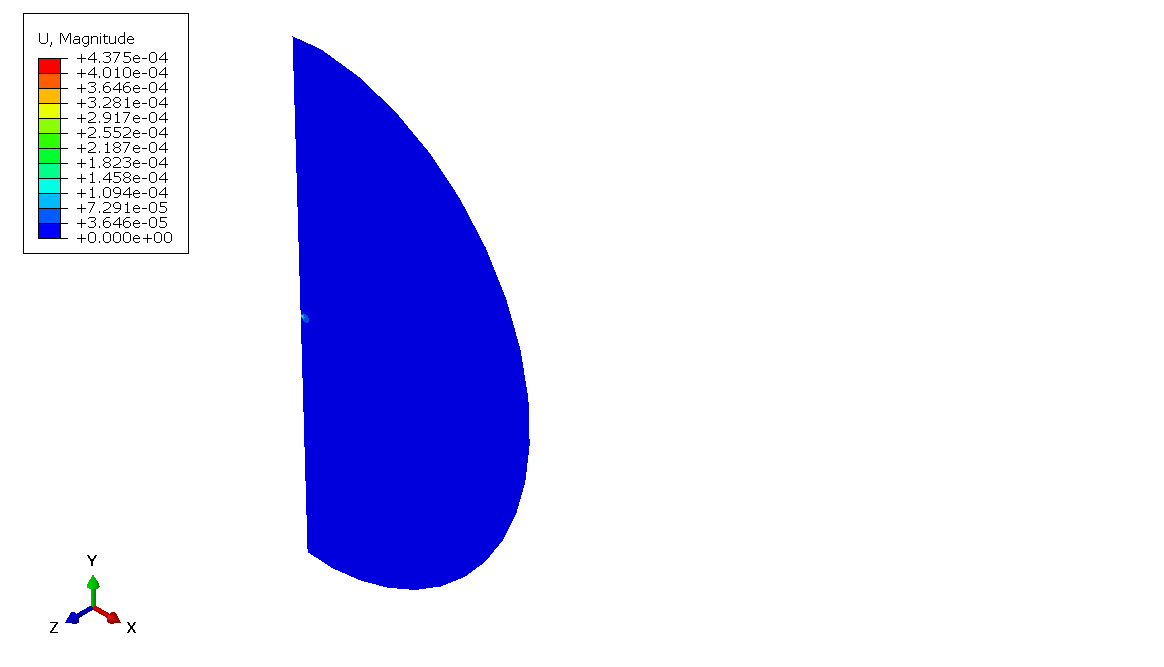 U, Magnitude
+4.375e-04
+4.010e-04
+3.646e-04
+3.281e-04
+2.917e-04
+2.552e-04
+2.187e-04
+1.823e-04
+1.458e-04
+1.094e-04
+7.291e-05
+3.646e-05
+0.000e+00
Y
Z
X